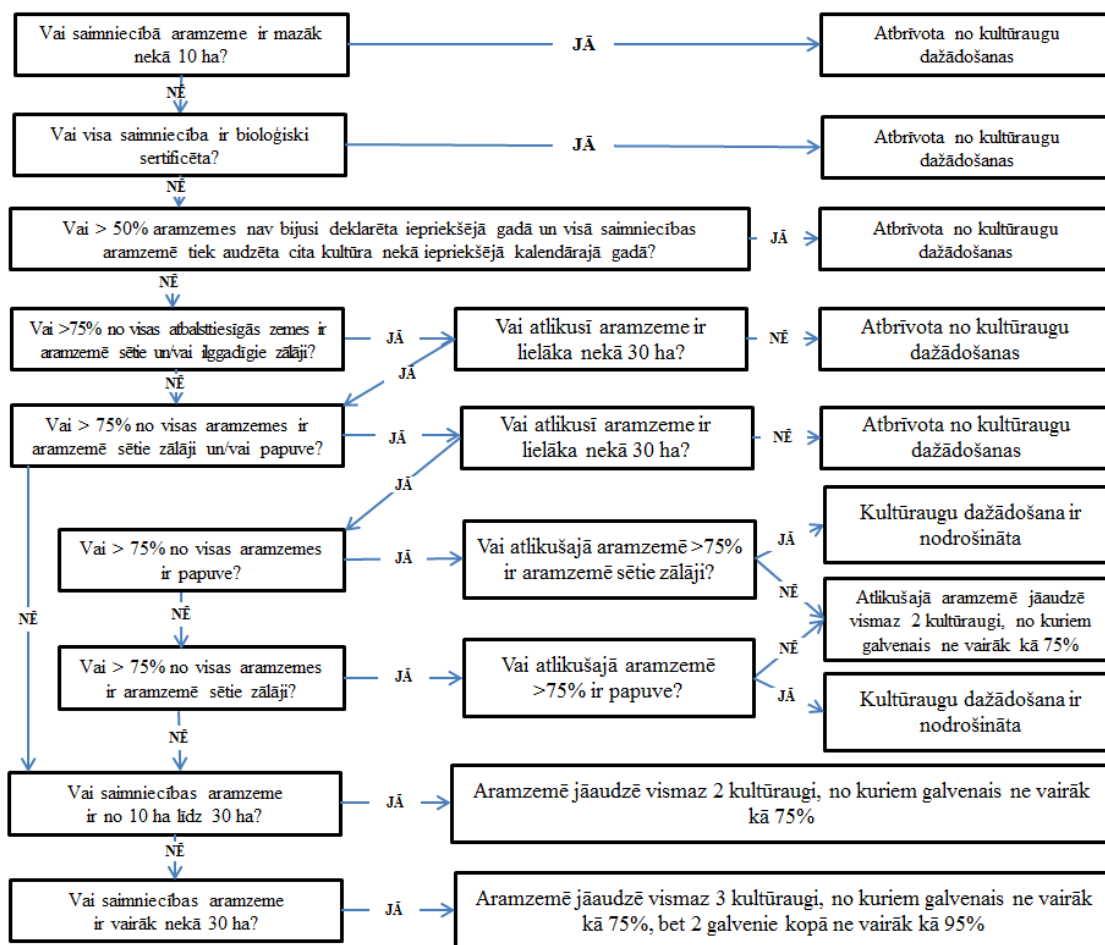 Vai saimniecībā aramzeme ir mazāk
nekā 10 ha?
JĀ
Atbrīvota no kultūraugu
dažādošanas
NĒ
Vai visa saimniecība ir bioloģiski
sertificēta?
JĀ
Atbrīvota no kultūraugu
dažādošanas
NĒ
Vai > 50% aramzemes nav bijusi deklarēta iepriekšējā gadā un visā saimniecības
aramzemē tiek audzēta cita kultūra nekā iepriekšējā kalendārajā gadā?
JĀ
Atbrīvota no kultūraugu
dažādošanas
NĒ
Vai >75% no visas atbalsttiesīgās zemes ir
aramzemē sētie un/vai ilggadīgie zālāji?
JĀ
Vai atlikusī aramzeme ir
lielāka nekā 30 ha?
NĒ
Atbrīvota no kultūraugu
dažādošanas
JĀ
NĒ
Vai > 75% no visas aramzemes ir
aramzemē sētie zālāji un/vai papuve?
JĀ
Vai atlikusī aramzeme ir
lielāka nekā 30 ha?
NĒ
Atbrīvota no kultūraugu
dažādošanas
JĀ
Vai > 75% no visas aramzemes
ir papuve?
JĀ
Vai atlikušajā aramzemē >75%
ir aramzemē sētie zālāji?
JĀ
Kultūraugu dažādošana ir
nodrošināta
NĒ
Atlikušajā aramzemē jāaudzē
vismaz 2 kultūraugi, no kuriem
galvenais ne vairāk kā 75%
NĒ
NĒ
NĒ
Vai > 75% no visas aramzemes
ir aramzemē sētie zālāji?
JĀ
Vai atlikušajā aramzemē
>75% ir papuve?
JĀ
Kultūraugu dažādošana ir
nodrošināta
NĒ
Vai saimniecības aramzeme
ir no 10 ha līdz 30 ha?
JĀ
Aramzemē jāaudzē vismaz 2 kultūraugi, no kuriem galvenais ne vairāk
kā 75%
NĒ
Vai saimniecības aramzeme
ir vairāk nekā 30 ha?
JĀ
Aramzemē jāaudzē vismaz 3 kultūraugi, no kuriem galvenais ne vairāk
kā 75%, bet 2 galvenie kopā ne vairāk kā 95%